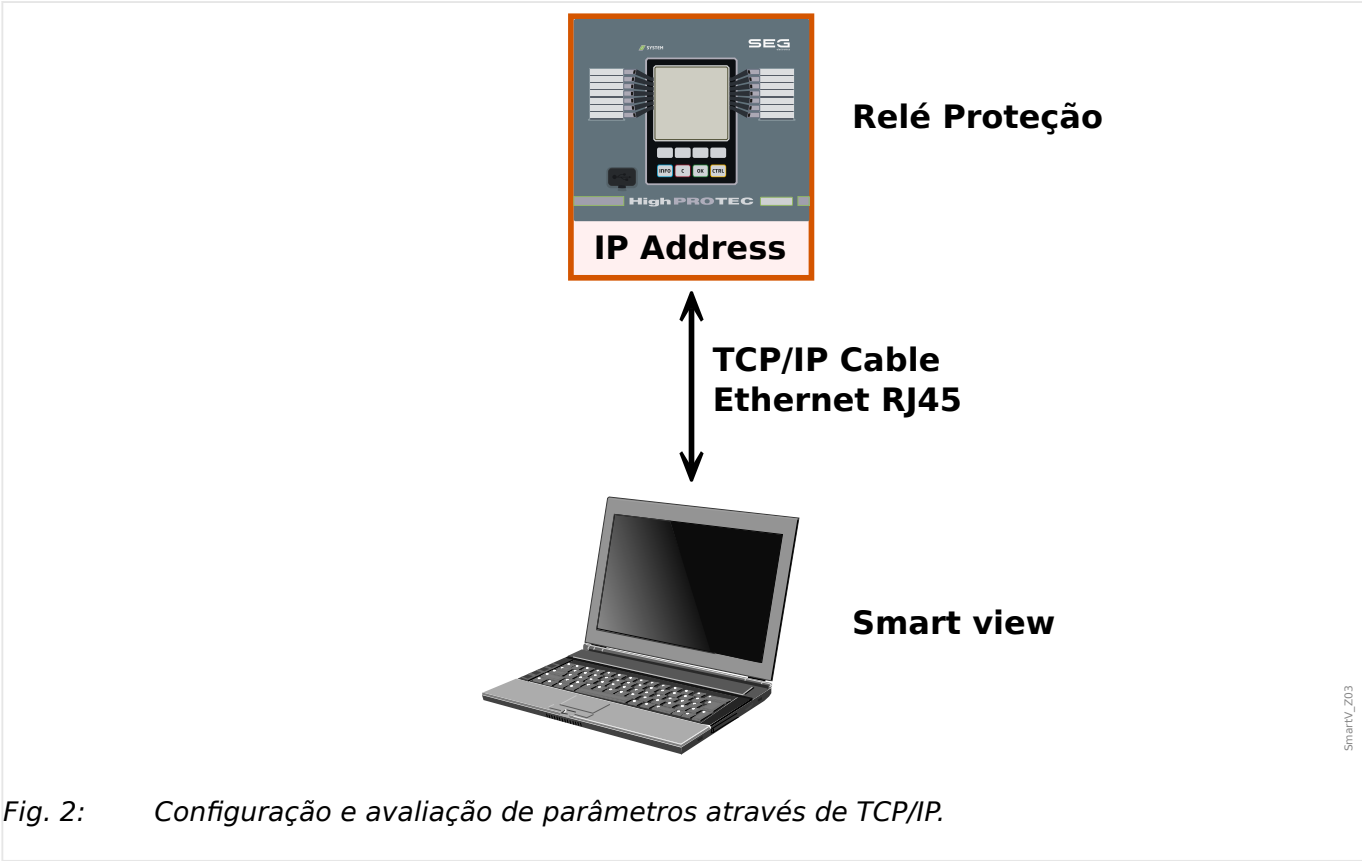 SYSTEM
SEG
INFO C OK CTRL
HighPROTEC
IP Address
Relé Proteção
TCP/IP Cable
Ethernet RJ45
Smart view
SmartV_Z03
Fig. 2: Configuração e avaliação de parâmetros através de TCP/IP.